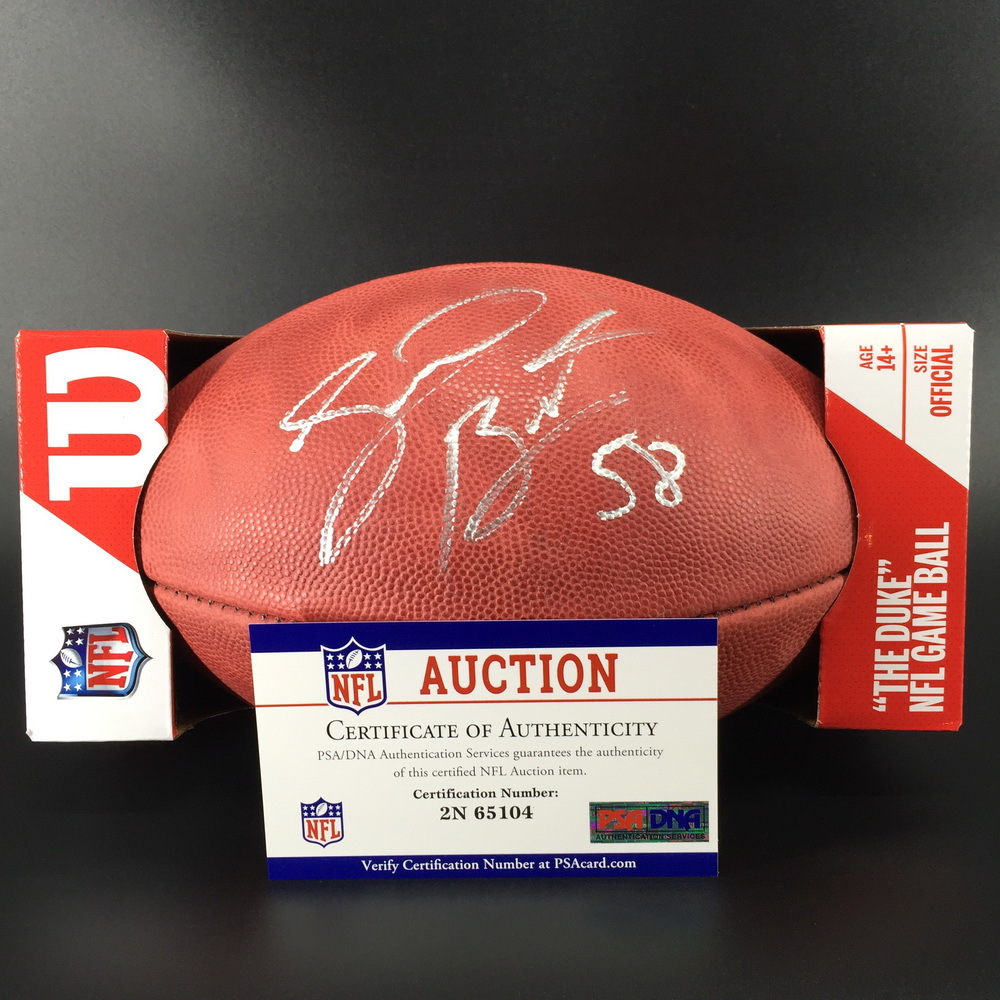 58
W
NFL
AGE
14+
SIZE
OFFICIAL
"THE DUKE"
NFL GAME BALL
NFL
AUCTION
CERTIFICATE OF AUTHENTICITY
PSA/DNA Authentication Services guarantees the authenticity
of this certified NFL Auction item.
Certification Number:
2N 65104
NFL
PSA DNA
AUTHENTICATION SERVICES
Verify Certification Number at PSAcard.com